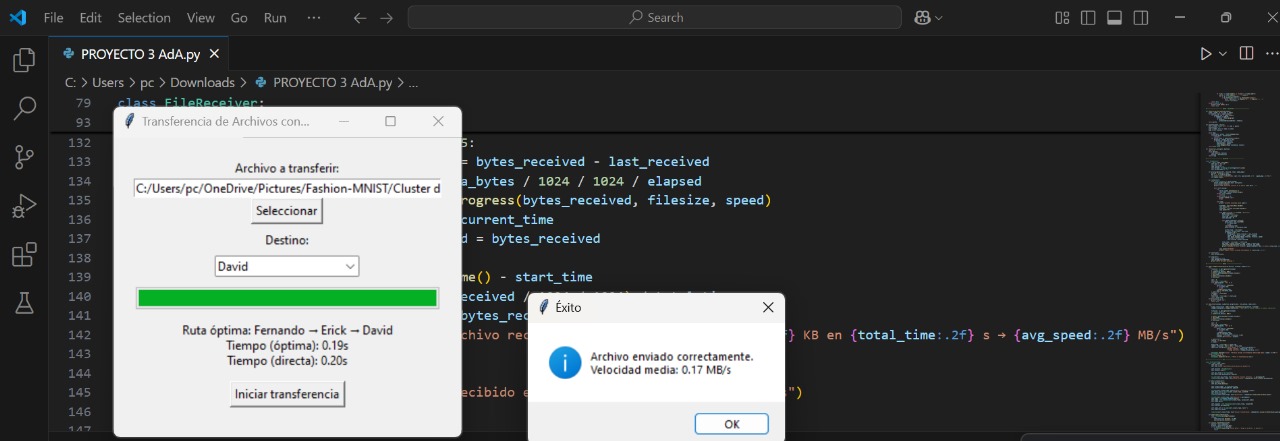 File Edit Selection View Go Run ··· Search
PROYECTO 3 AdA.py
C: > Users > pc > Downloads > PROYECTO 3 AdA.py > ...
79 class FileReceiver:
93
132 5:
133 = bytes_received - last_received
134 a_bytes / 1024 / 1024 / elapsed
135 rogress(bytes_received, filesize, speed)
136 current_time
137 d = bytes_received
138
139 me() - start_time
140
141 bytes_rec
142 chivo rec } KB en {total_time:.2f} s → {avg_speed:.2f} MB/s")
143
144
145 ecibido e s")
146
147
Transferencia de Archivos con...
Archivo a transferir:
C:/Users/pc/OneDrive/Pictures/Fashion-MNIST/Cluster d
Seleccionar
Destino:
David
Ruta óptima: Fernando → Erick → David
Tiempo (óptima): 0.19s
Tiempo (directa): 0.20s
Iniciar transferencia
Éxito
Archivo enviado correctamente.
Velocidad media: 0.17 MB/s
OK